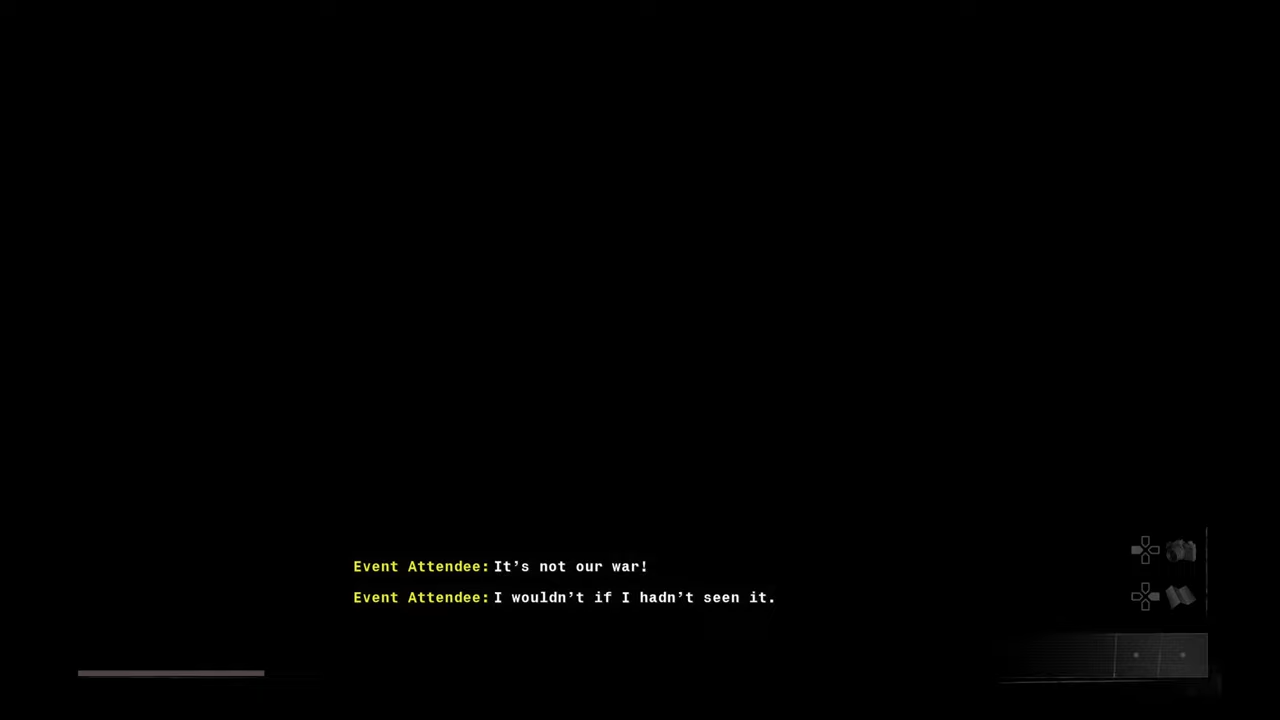 Event Attendee: It’s not our war!
Event Attendee: I wouldn’t if I hadn’t seen it.